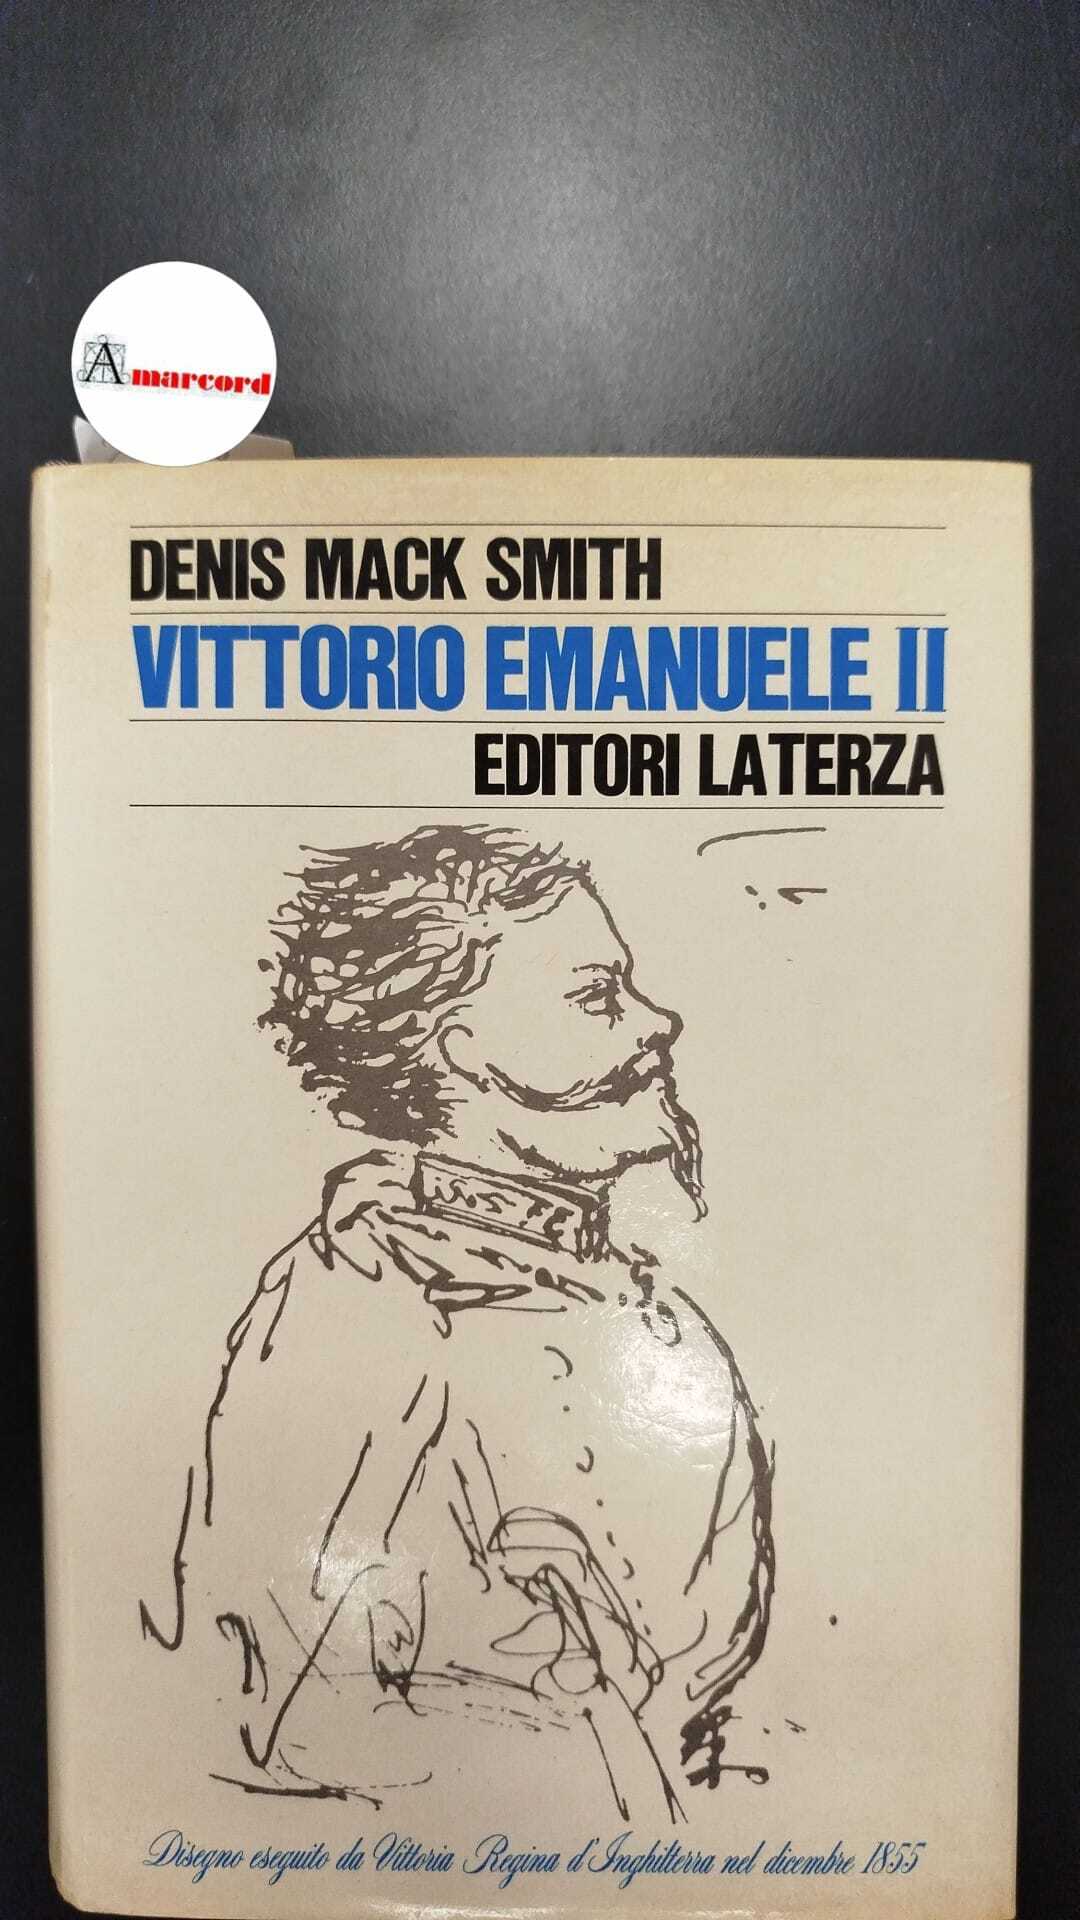 Amarcord
DENIS MACK SMITH
VITTORIO EMANUELE II
EDITORI LATERZA
Disegno eseguito da Vittoria Regina d'Inghilterra nel dicembre 1855